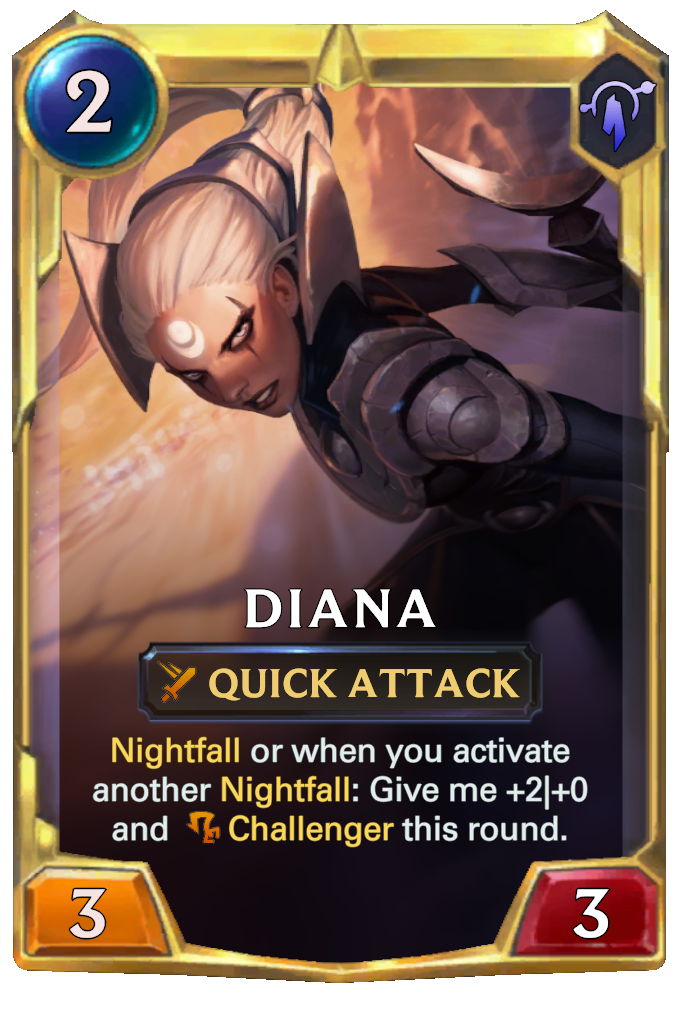 2
DIANA
QUICK ATTACK
Nightfall or when you activate
another Nightfall: Give me +2|+0
and Challenger this round.
3
3